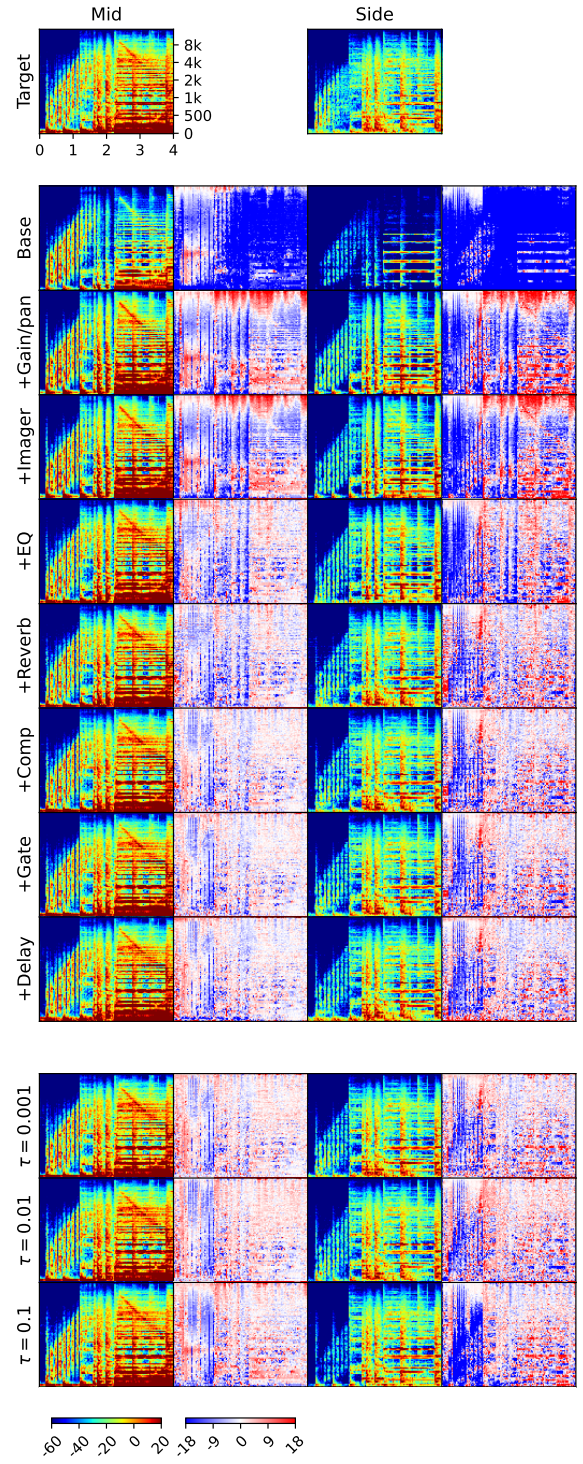 Mid Side
Target
8k
4k
2k
1k
500
0
0 1 2 3 4
Base
+Gain/pan
+Imager
+EQ
+Reverb
+Comp
+Gate
+Delay
τ = 0.001
τ = 0.01
τ = 0.1
-60 -40 -20 0 20 -18 -9 0 9 18